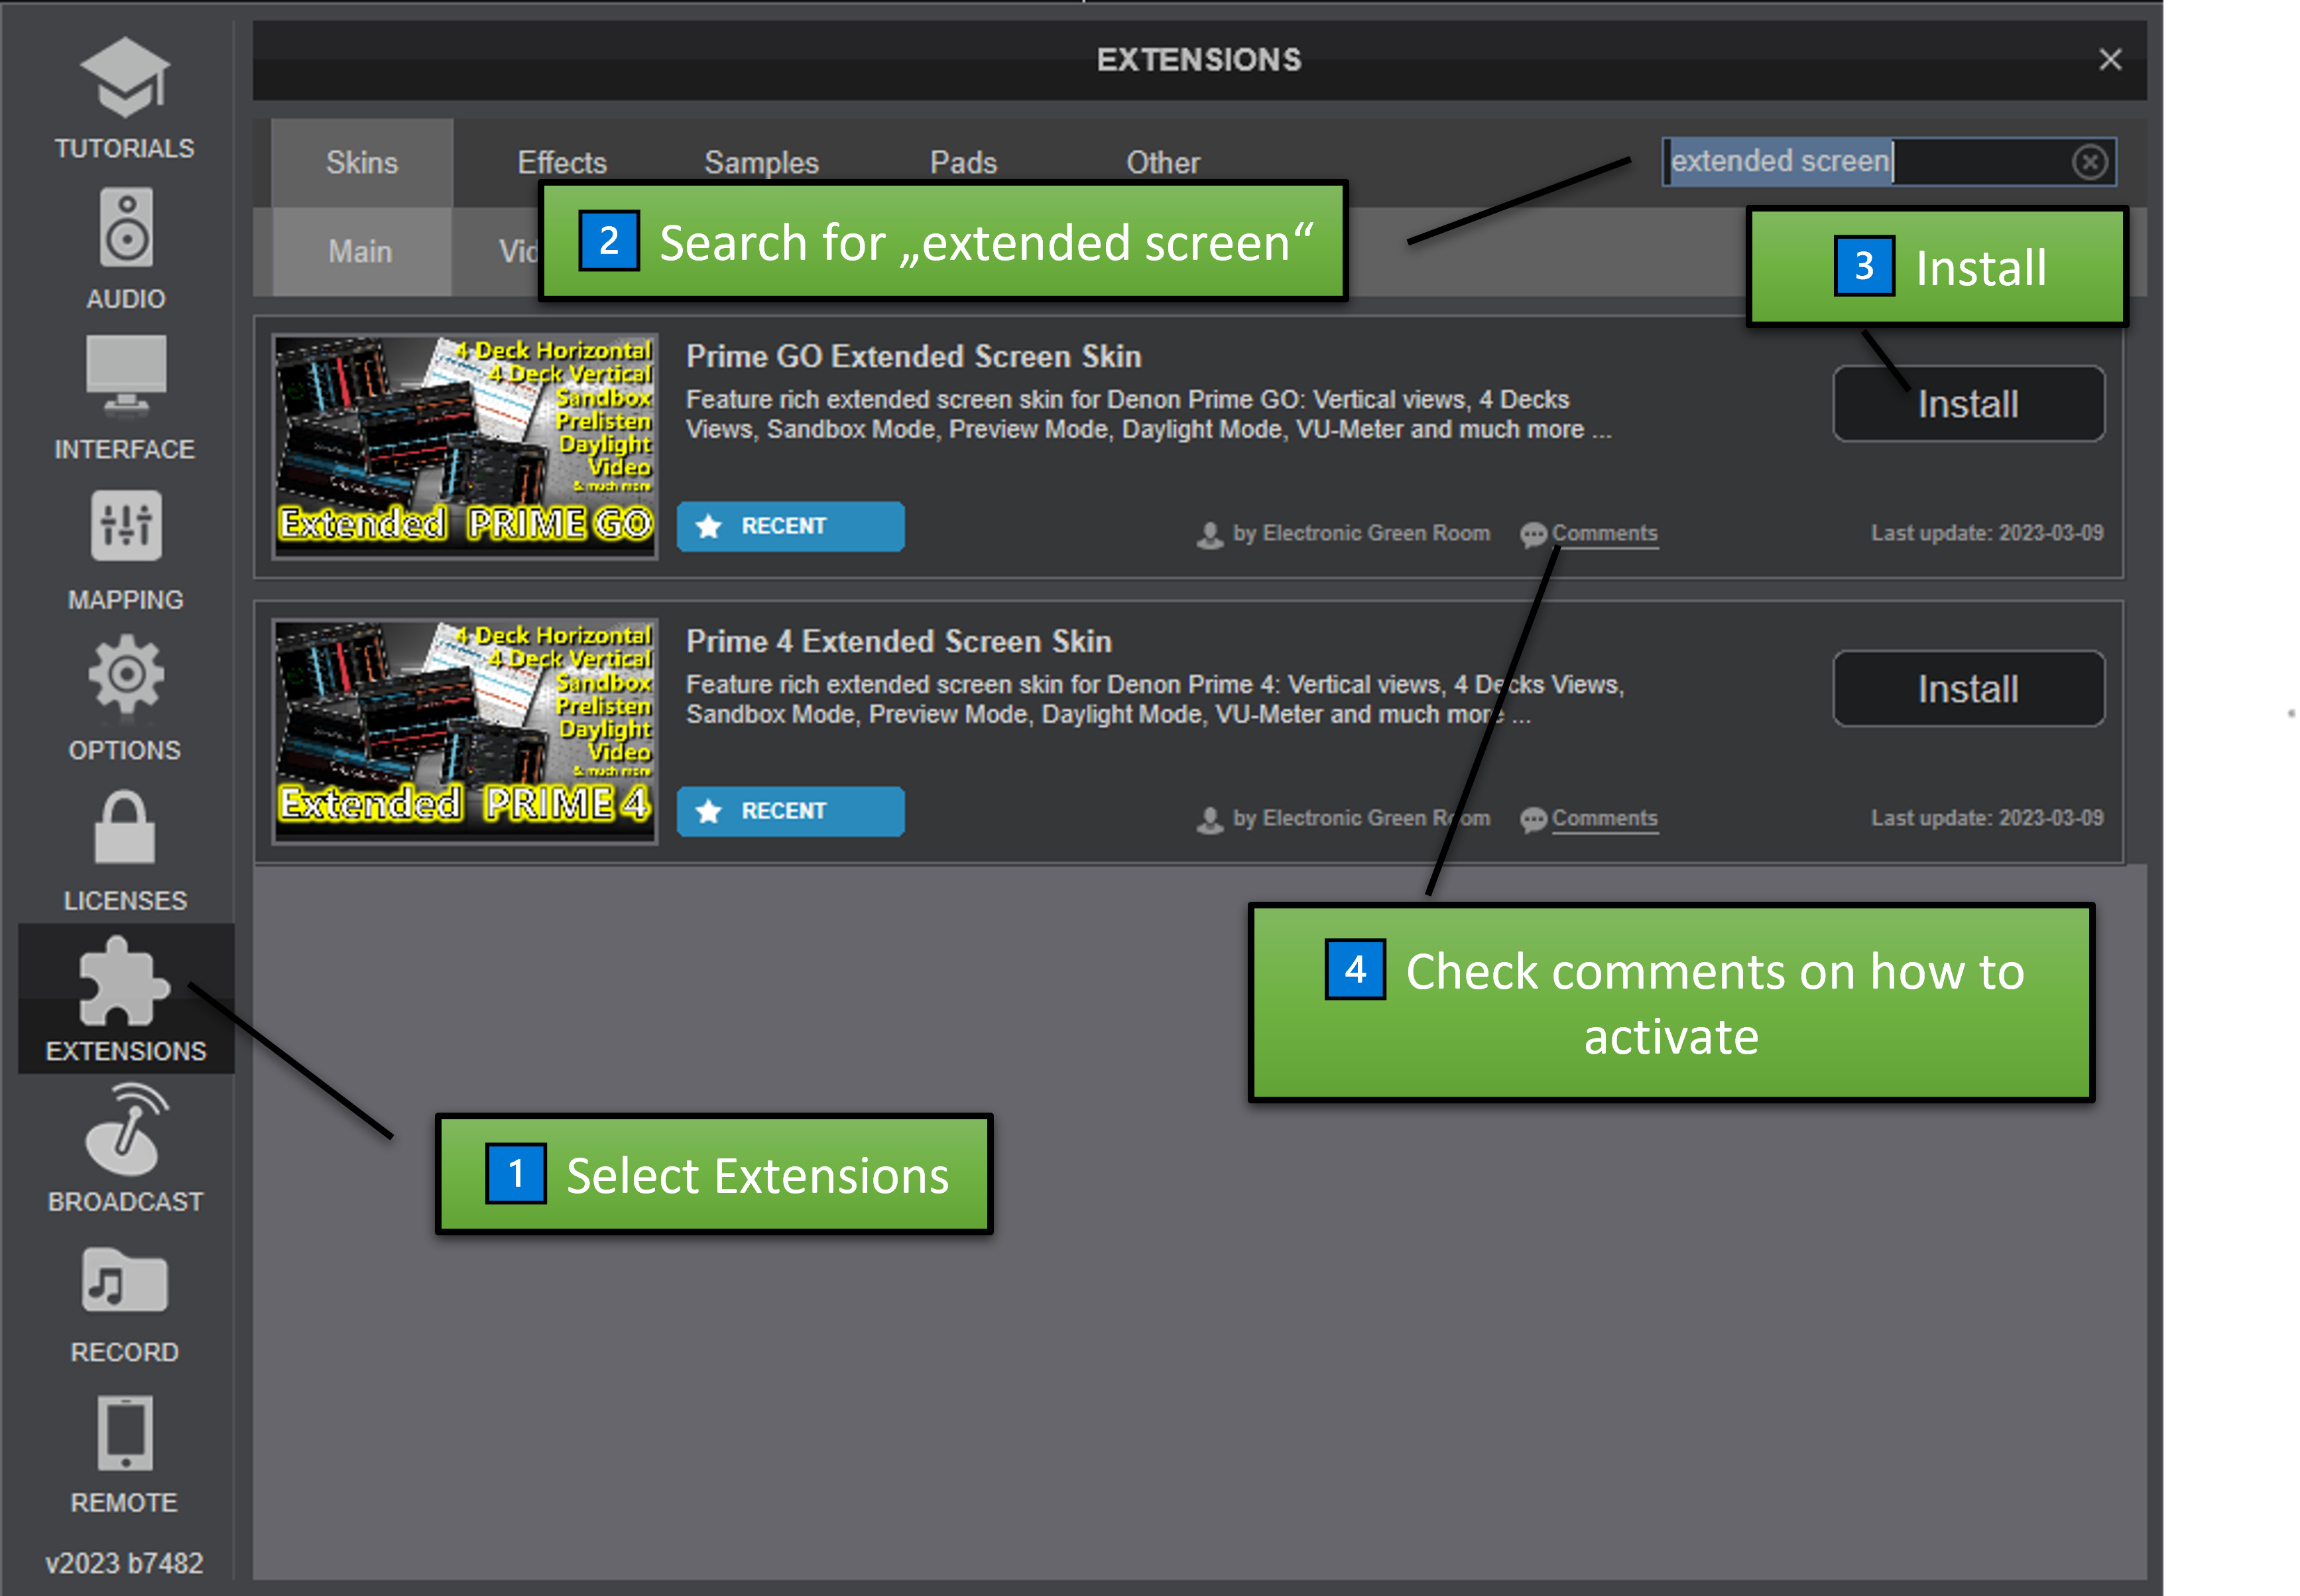 EXTENSIONS
TUTORIALS
AUDIO
INTERFACE
MAPPING
OPTIONS
LICENSES
EXTENSIONS
BROADCAST
RECORD
REMOTE
v2023 b7482
Skins Effects Samples Pads Other
extended screen
Main Vid
2 Search for „extended screen“
3 Install
4 Deck Horizontal
4 Deck Vertical
Sandbox
Prelisten
Daylight
Video
& much more
Extended PRIME GO
Prime GO Extended Screen Skin
Feature rich extended screen skin for Denon Prime GO: Vertical views, 4 Decks
Views, Sandbox Mode, Preview Mode, Daylight Mode, VU-Meter and much more ...
Install
RECENT
by Electronic Green Room
Comments
Last update: 2023-03-09
4 Deck Horizontal
4 Deck Vertical
Sandbox
Prelisten
Daylight
Video
& much more
Extended PRIME 4
Prime 4 Extended Screen Skin
Feature rich extended screen skin for Denon Prime 4: Vertical views, 4 Decks Views,
Sandbox Mode, Preview Mode, Daylight Mode, VU-Meter and much more ...
Install
RECENT
by Electronic Green Room
Comments
Last update: 2023-03-09
4 Check comments on how to
activate
1 Select Extensions